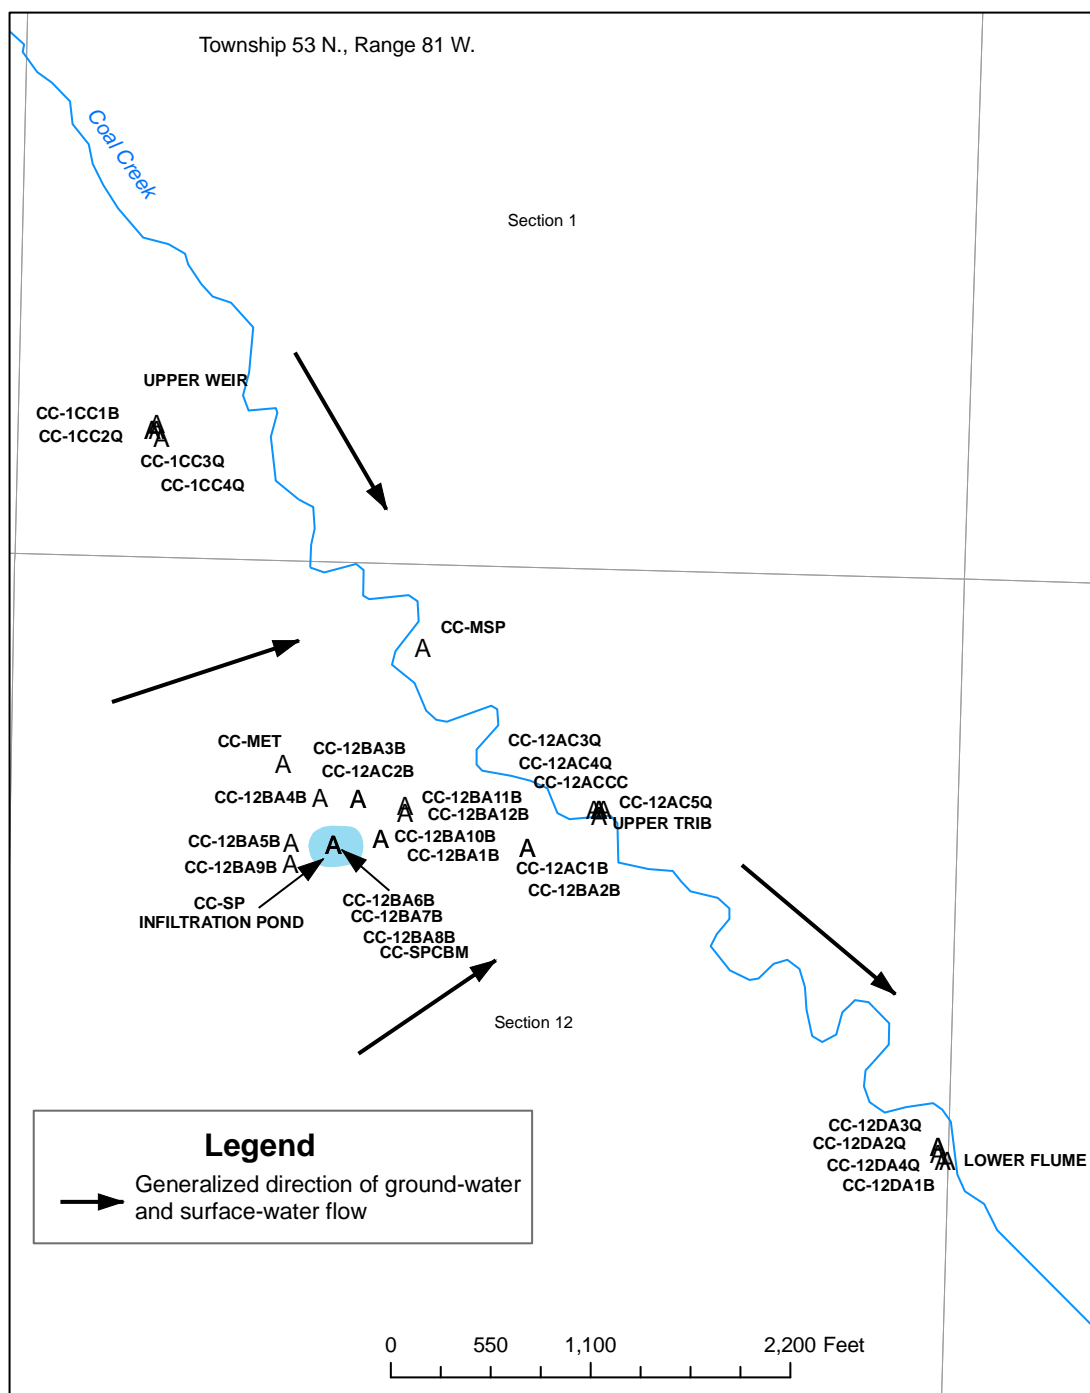 Township 53 N., Range 81 W.
Coal Creek
Section 1
UPPER WEIR
CC-1CC1B
CC-1CC2Q
A
A
A
A
CC-1CC3Q
CC-1CC4Q
CC-MSP
A
CC-MET
A
CC-12BA3B
CC-12AC2B
CC-12BA4B
A
A
A
A
CC-12BA11B
CC-12BA12B
CC-12AC3Q
CC-12AC4Q
CC-12ACCC
A
A
A
A
CC-12AC5Q
UPPER TRIB
CC-12BA5B
A
CC-12BA9B
A
A
A
CC-12BA10B
CC-12BA1B
A
CC-12AC1B
CC-12BA2B
CC-SP
INFILTRATION POND
CC-12BA6B
CC-12BA7B
CC-12BA8B
CC-SPCBM
Section 12
CC-12DA3Q
CC-12DA2Q
CC-12DA4Q
CC-12DA1B
A
A
A
A
LOWER FLUME
Legend
Generalized direction of ground-water
and surface-water flow
0 550 1,100 2,200 Feet